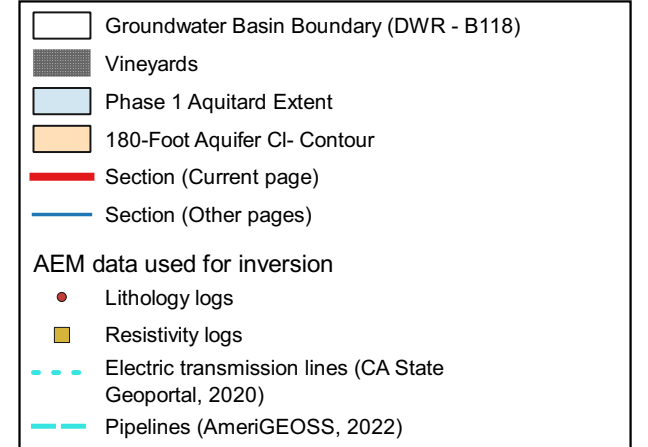 Groundwater Basin Boundary (DWR - B118)
Vineyards
Phase 1 Aquitard Extent
180-Foot Aquifer Cl- Contour
Section (Current page)
Section (Other pages)
AEM data used for inversion
Lithology logs
Resistivity logs
Electric transmission lines (CA State
Geoportal, 2020)
Pipelines (AmeriGEOSS, 2022)